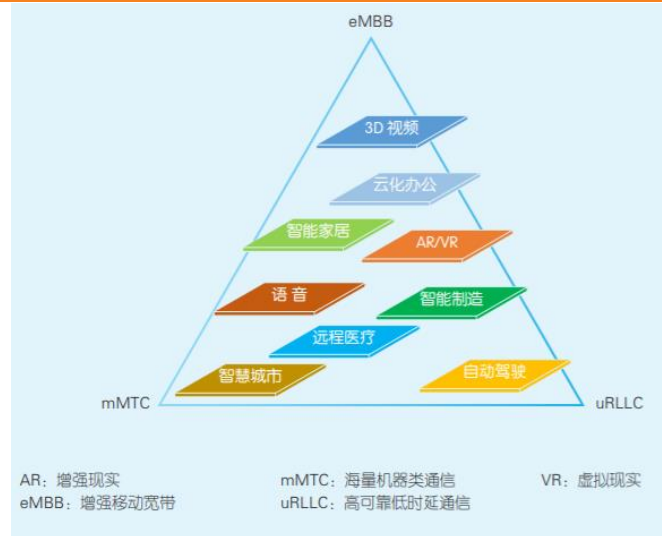 eMBB
3D 视频
云化办公
智能家居
AR/VR
语音
智能制造
远程医疗
智慧城市
自动驾驶
mMTC
uRLLC
AR：增强现实 mMTC：海量机器类通信 VR：虚拟现实
eMBB：增强移动宽带 uRLLC：高可靠低时延通信